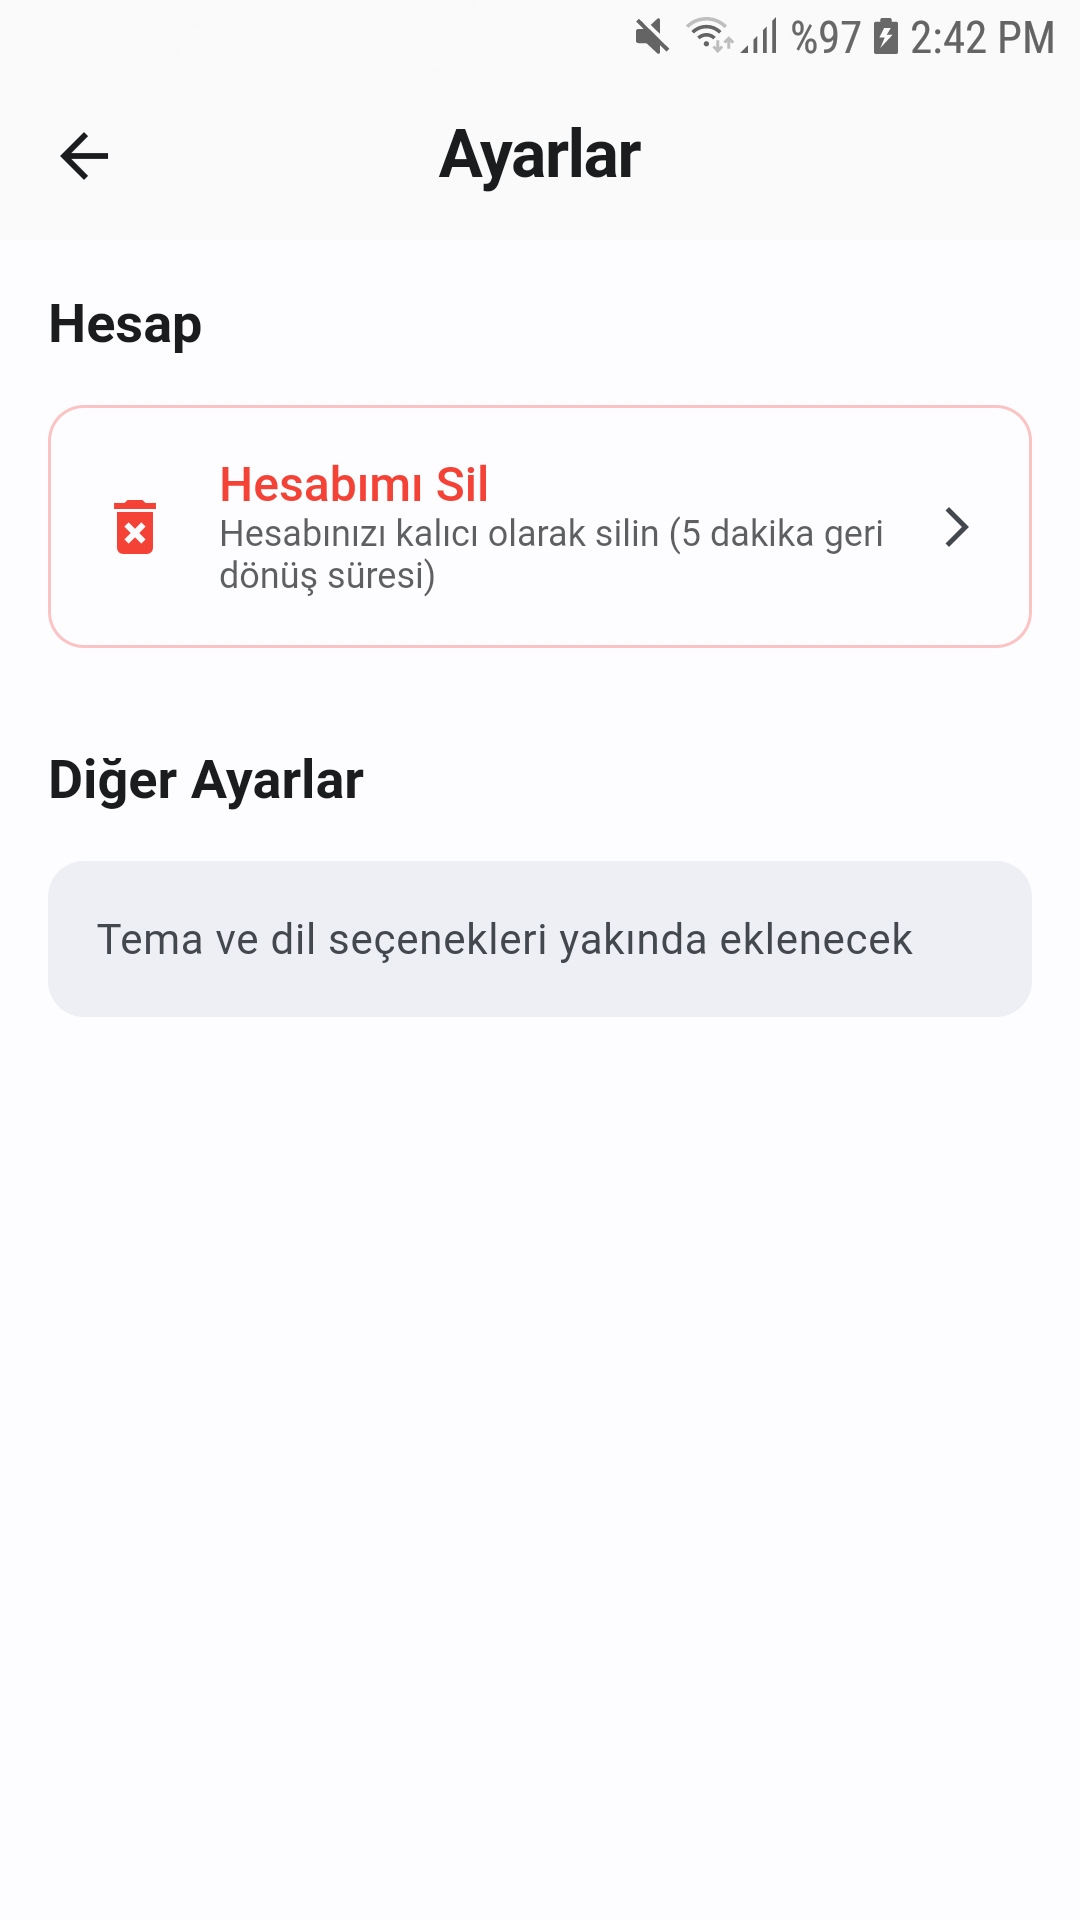 %97 2:42 PM
Ayarlar
Hesap
Hesabımı Sil
Hesabınızı kalıcı olarak silin (5 dakika geri
dönüş süresi)
Diğer Ayarlar
Tema ve dil seçenekleri yakında eklenecek